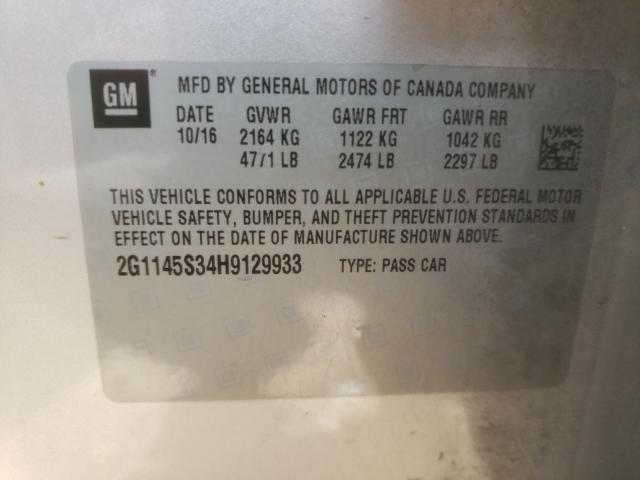 GM ® MFD BY GENERAL MOTORS OF CANADA COMPANY
DATE GVWR GAWR FRT GAWR RR
10/16 2164 KG 1122 KG 1042 KG
4771 LB 2474 LB 2297 LB
THIS VEHICLE CONFORMS TO ALL APPLICABLE U.S. FEDERAL MOTOR
VEHICLE SAFETY, BUMPER, AND THEFT PREVENTION STANDARDS IN
EFFECT ON THE DATE OF MANUFACTURE SHOWN ABOVE.
2G1145S34H9129933 TYPE: PASS CAR